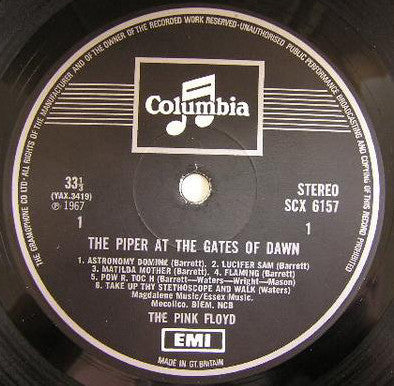 THE GRAMOPHONE CO LTD · ALL RIGHTS OF THE MANUFACTURER AND OF THE OWNER OF THE RECORDED WORK RESERVED · UNAUTHORISED PUBLIC PERFORMANCE BROADCASTING AND COPYING OF THIS RECORD PROHIBITED
Columbia
33⅓
(YAX.3419)
℗ 1967
1
STEREO
SCX 6157
1
THE PIPER AT THE GATES OF DAWN
1. ASTRONOMY DOMINE (Barrett). 2. LUCIFER SAM (Barrett)
3. MATILDA MOTHER (Barrett). 4. FLAMING (Barrett)
5. POW R. TOC H (Barrett—Waters—Wright—Mason)
6. TAKE UP THY STETHOSCOPE AND WALK (Waters)
Magdalene Music/Essex Music.
Mecolico. BIEM. NCB
THE PINK FLOYD
EMI
MADE IN GT. BRITAIN